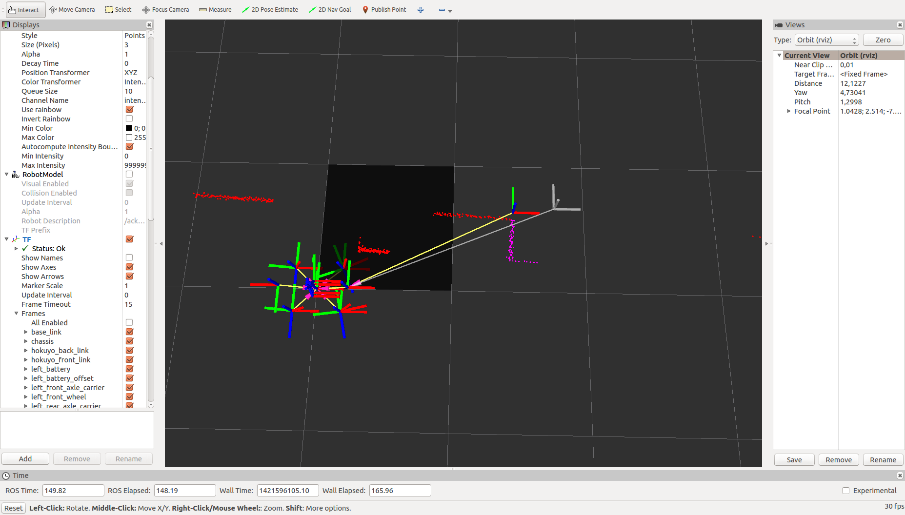 Interact Move Camera Select Focus Camera Measure 2D Pose Estimate 2D Nav Goal Publish Point
Displays
Style Points
Size (Pixels) 3
Alpha 1
Decay Time 0
Position Transformer XYZ
Color Transformer Inten...
Queue Size 10
Channel Name inten...
Use rainbow
Invert Rainbow
Min Color 0; 0
Max Color 255
Autocompute Intensity Bou...
Min Intensity 0
Max Intensity 999999
RobotModel
Visual Enabled
Collision Enabled
Update Interval 0
Alpha 1
Robot Description /ack...
TF Prefix
TF
Status: Ok
Show Names
Show Axes
Show Arrows
Marker Scale 1
Update Interval 0
Frame Timeout 15
Frames
All Enabled
base_link
chassis
hokuyo_back_link
hokuyo_front_link
left_battery
left_battery_offset
left_front_axle_carrier
left_front_wheel
left_rear_axle_carrier
Add Remove Rename
Views
Type: Orbit (rviz) Zero
Current View Orbit (rviz)
Near Clip ... 0,01
Target Fra... <Fixed Frame>
Distance 12,1227
Yaw 4,73041
Pitch 1,2998
Focal Point 1.0428; 2.514; -7....
Save Remove Rename
Time
ROS Time: 149.82 ROS Elapsed: 148.19 Wall Time: 1421596105.10 Wall Elapsed: 165.96 Experimental
Reset Left-Click: Rotate. Middle-Click: Move X/Y. Right-Click/Mouse Wheel:: Zoom. Shift: More options. 30 fps